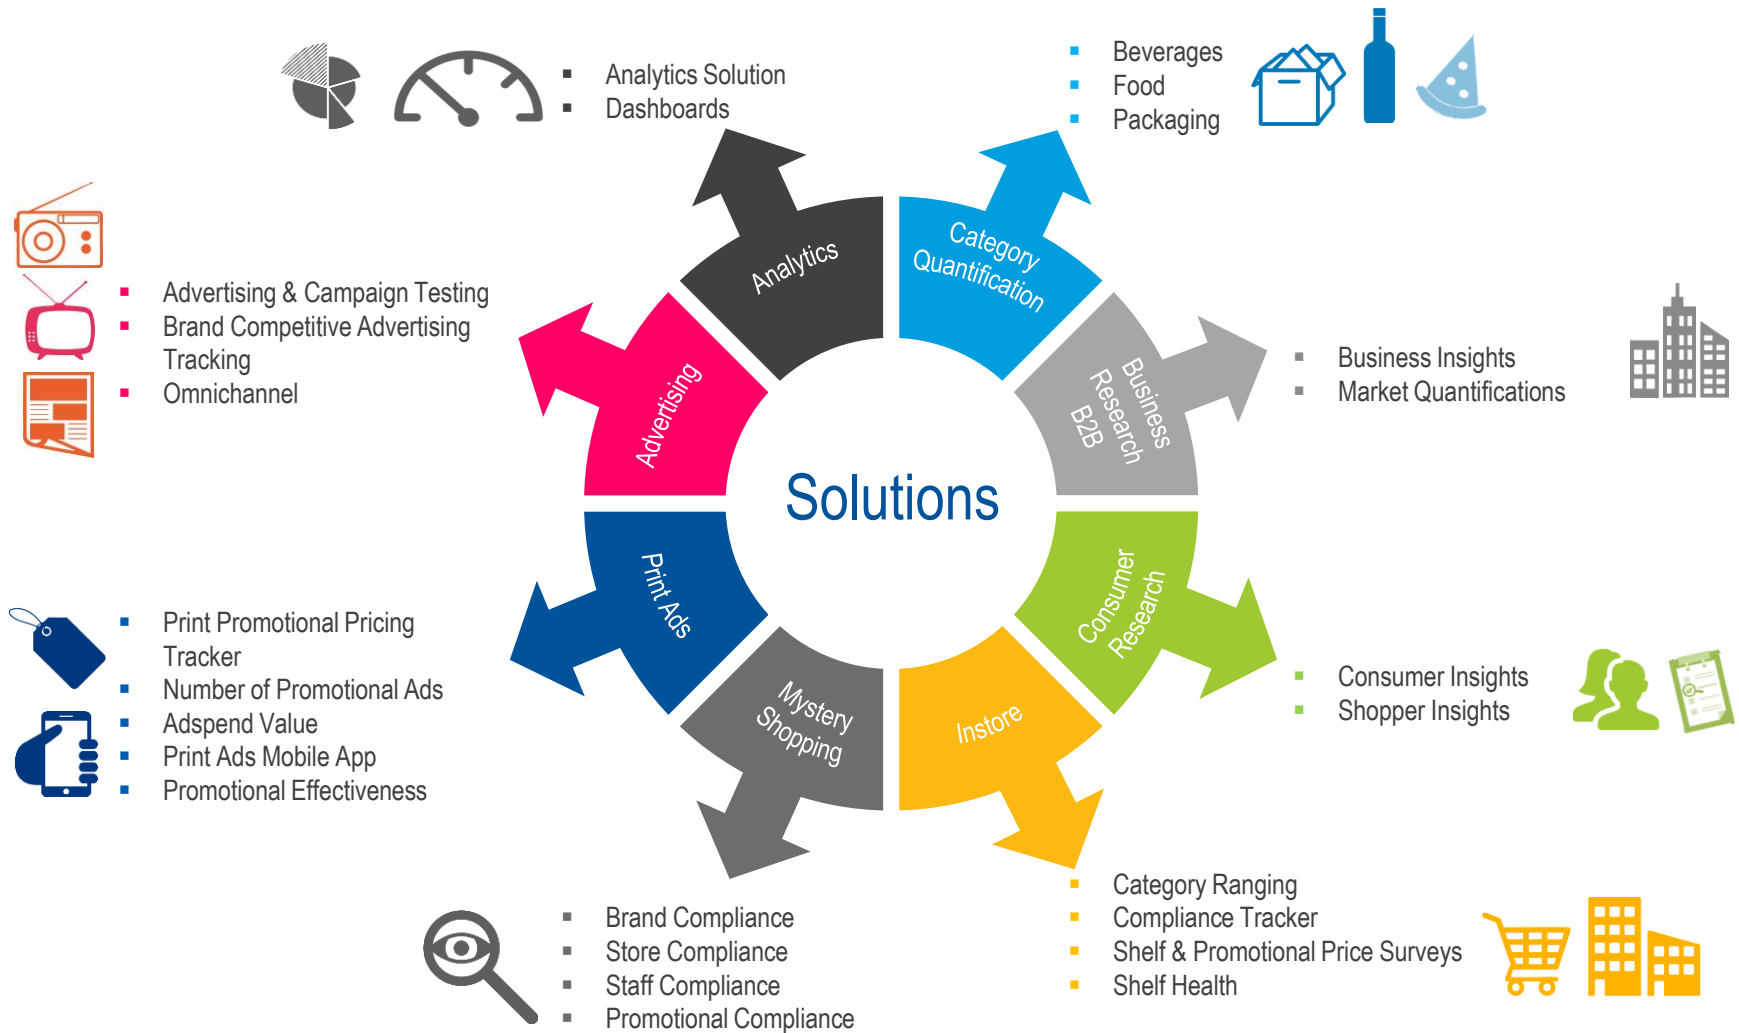 Analytics Solution
Dashboards
Beverages
Food
Packaging
Analytics
Category
Quantification
Advertising & Campaign Testing
Brand Competitive Advertising
Tracking
Omnichannel
Advertising
Business
Research
B2B
Business Insights
Market Quantifications
Solutions
Print Promotional Pricing
Tracker
Number of Promotional Ads
Adspend Value
Print Ads Mobile App
Promotional Effectiveness
Print Ads
Consumer
Research
Consumer Insights
Shopper Insights
Mystery
Shopping
Instore
Brand Compliance
Store Compliance
Staff Compliance
Promotional Compliance
Category Ranging
Compliance Tracker
Shelf & Promotional Price Surveys
Shelf Health